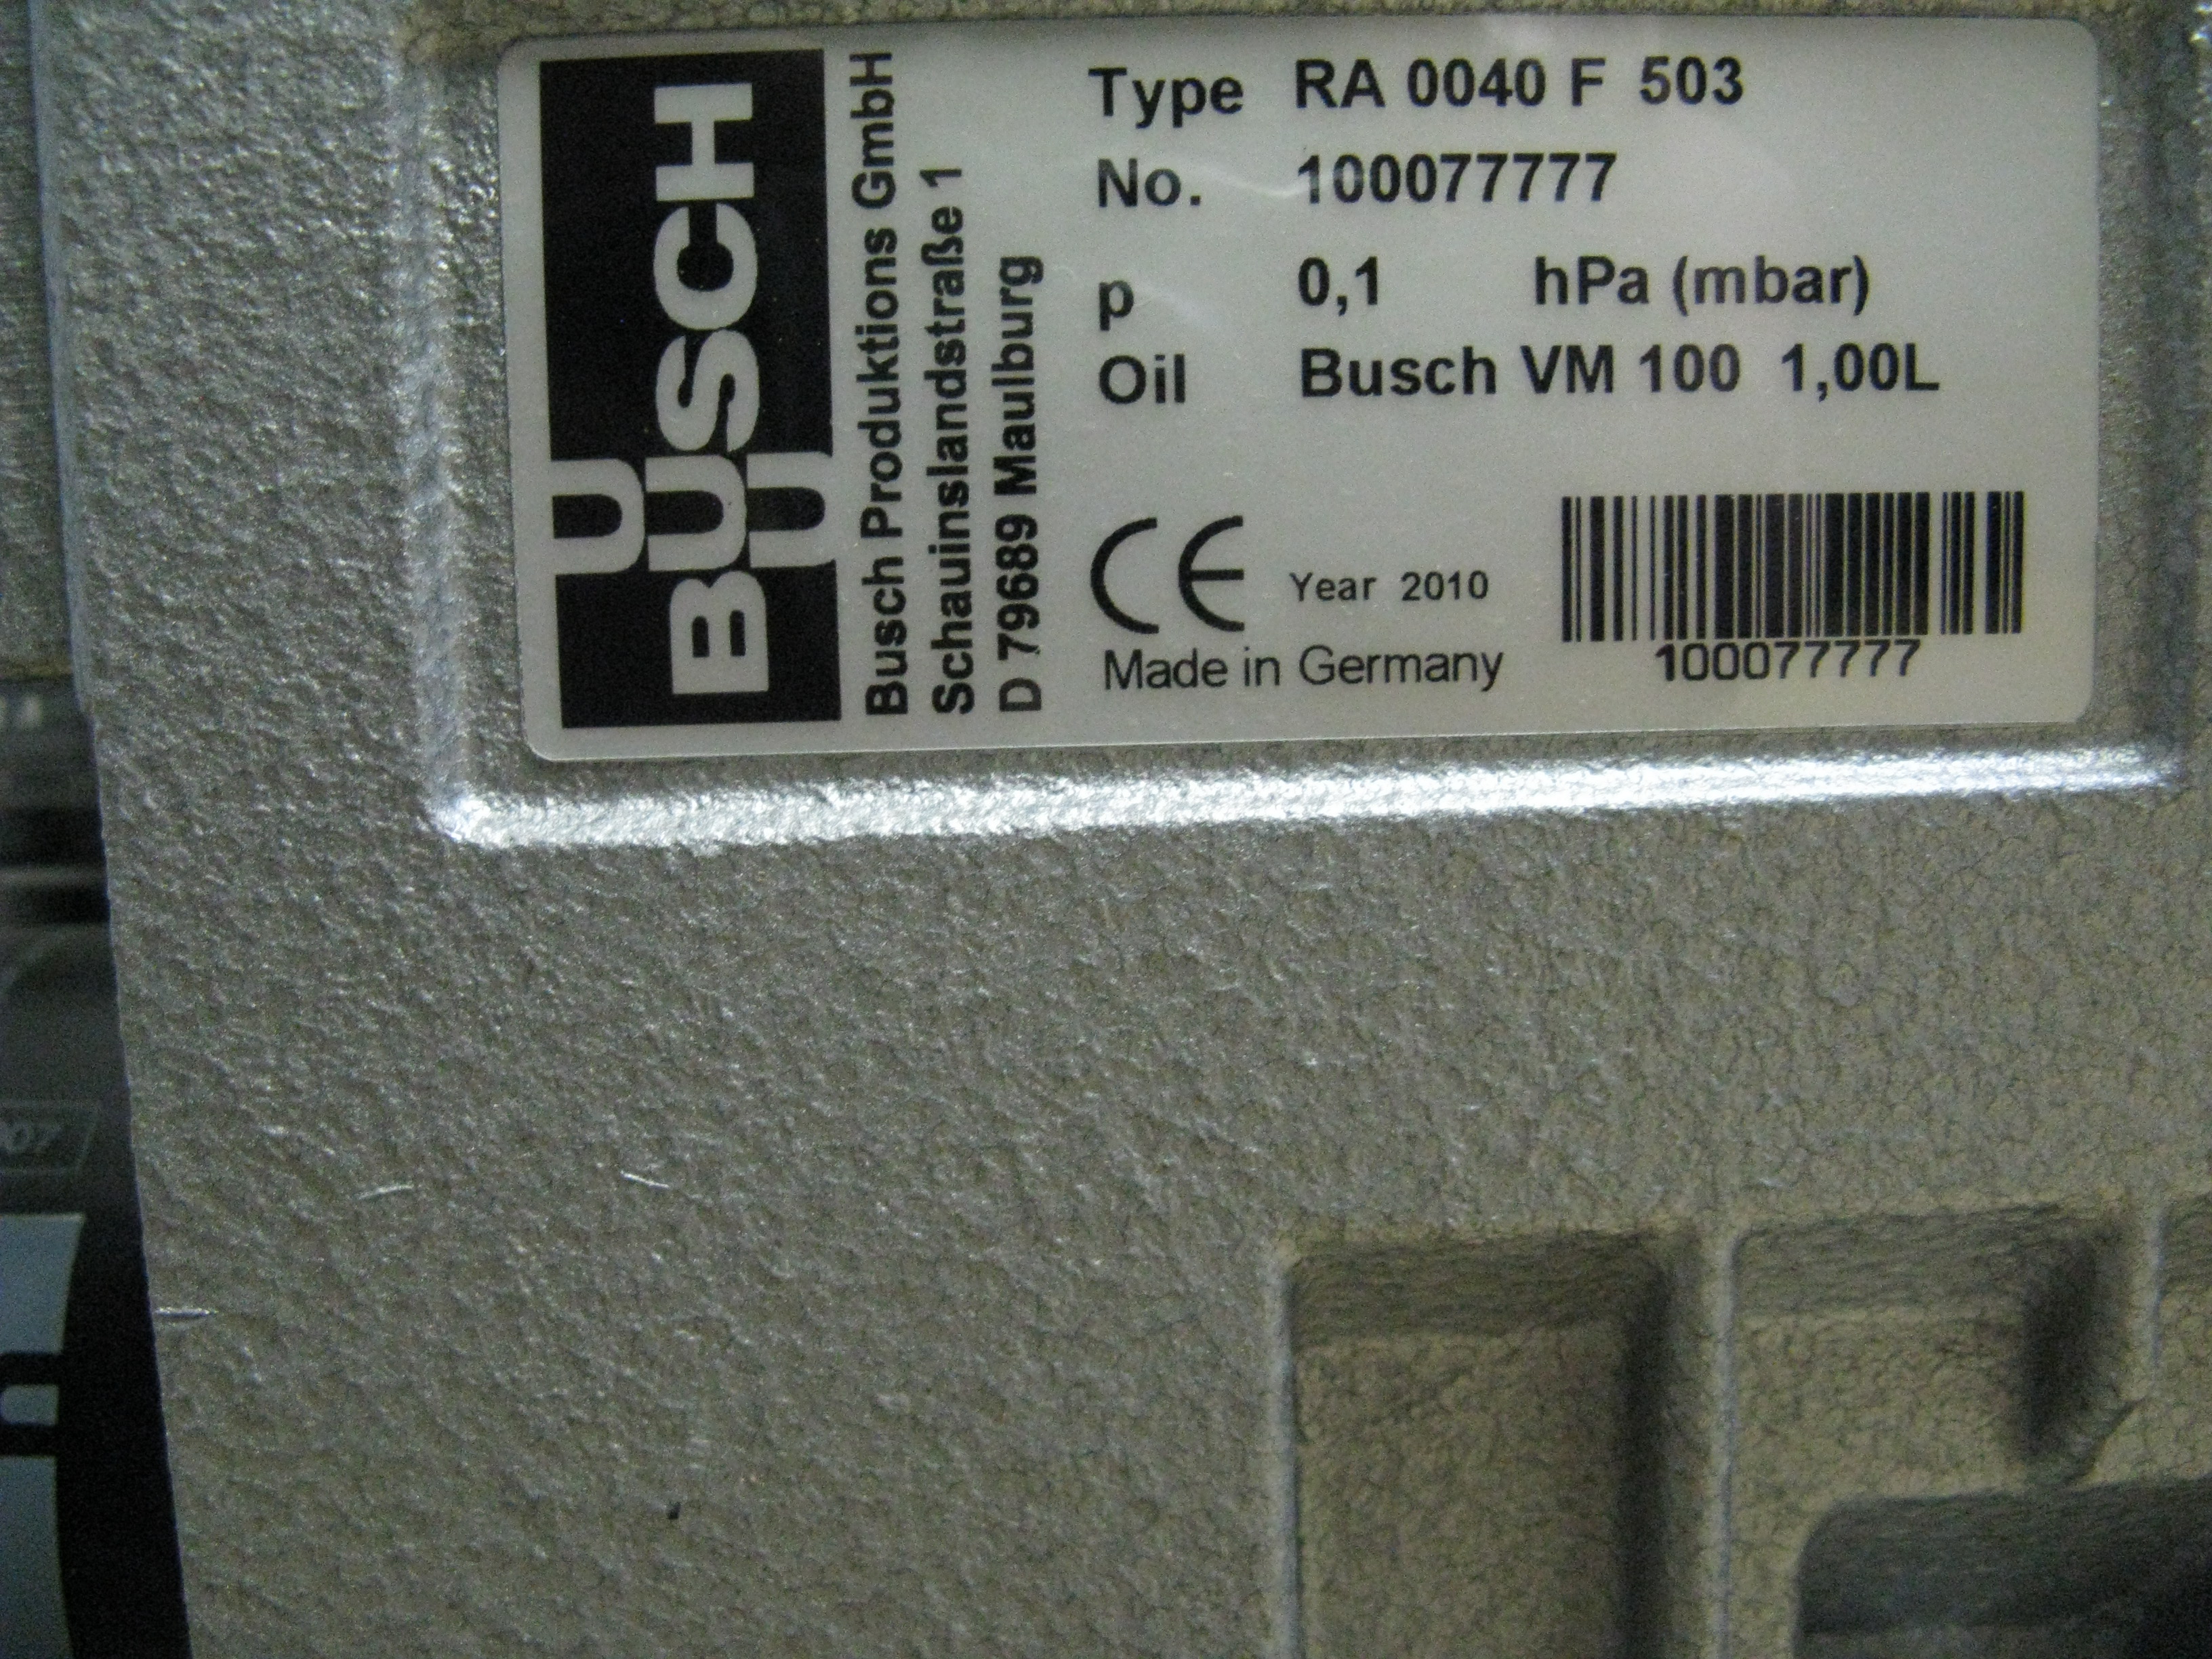 BUSCH
U
U
Busch Produktions GmbH
Schauinslandstraße 1
D 79689 Maulburg
Type RA 0040 F 503
No. 100077777
p 0,1 hPa (mbar)
Oil Busch VM 100 1,00L
CE Year 2010
Made in Germany
100077777